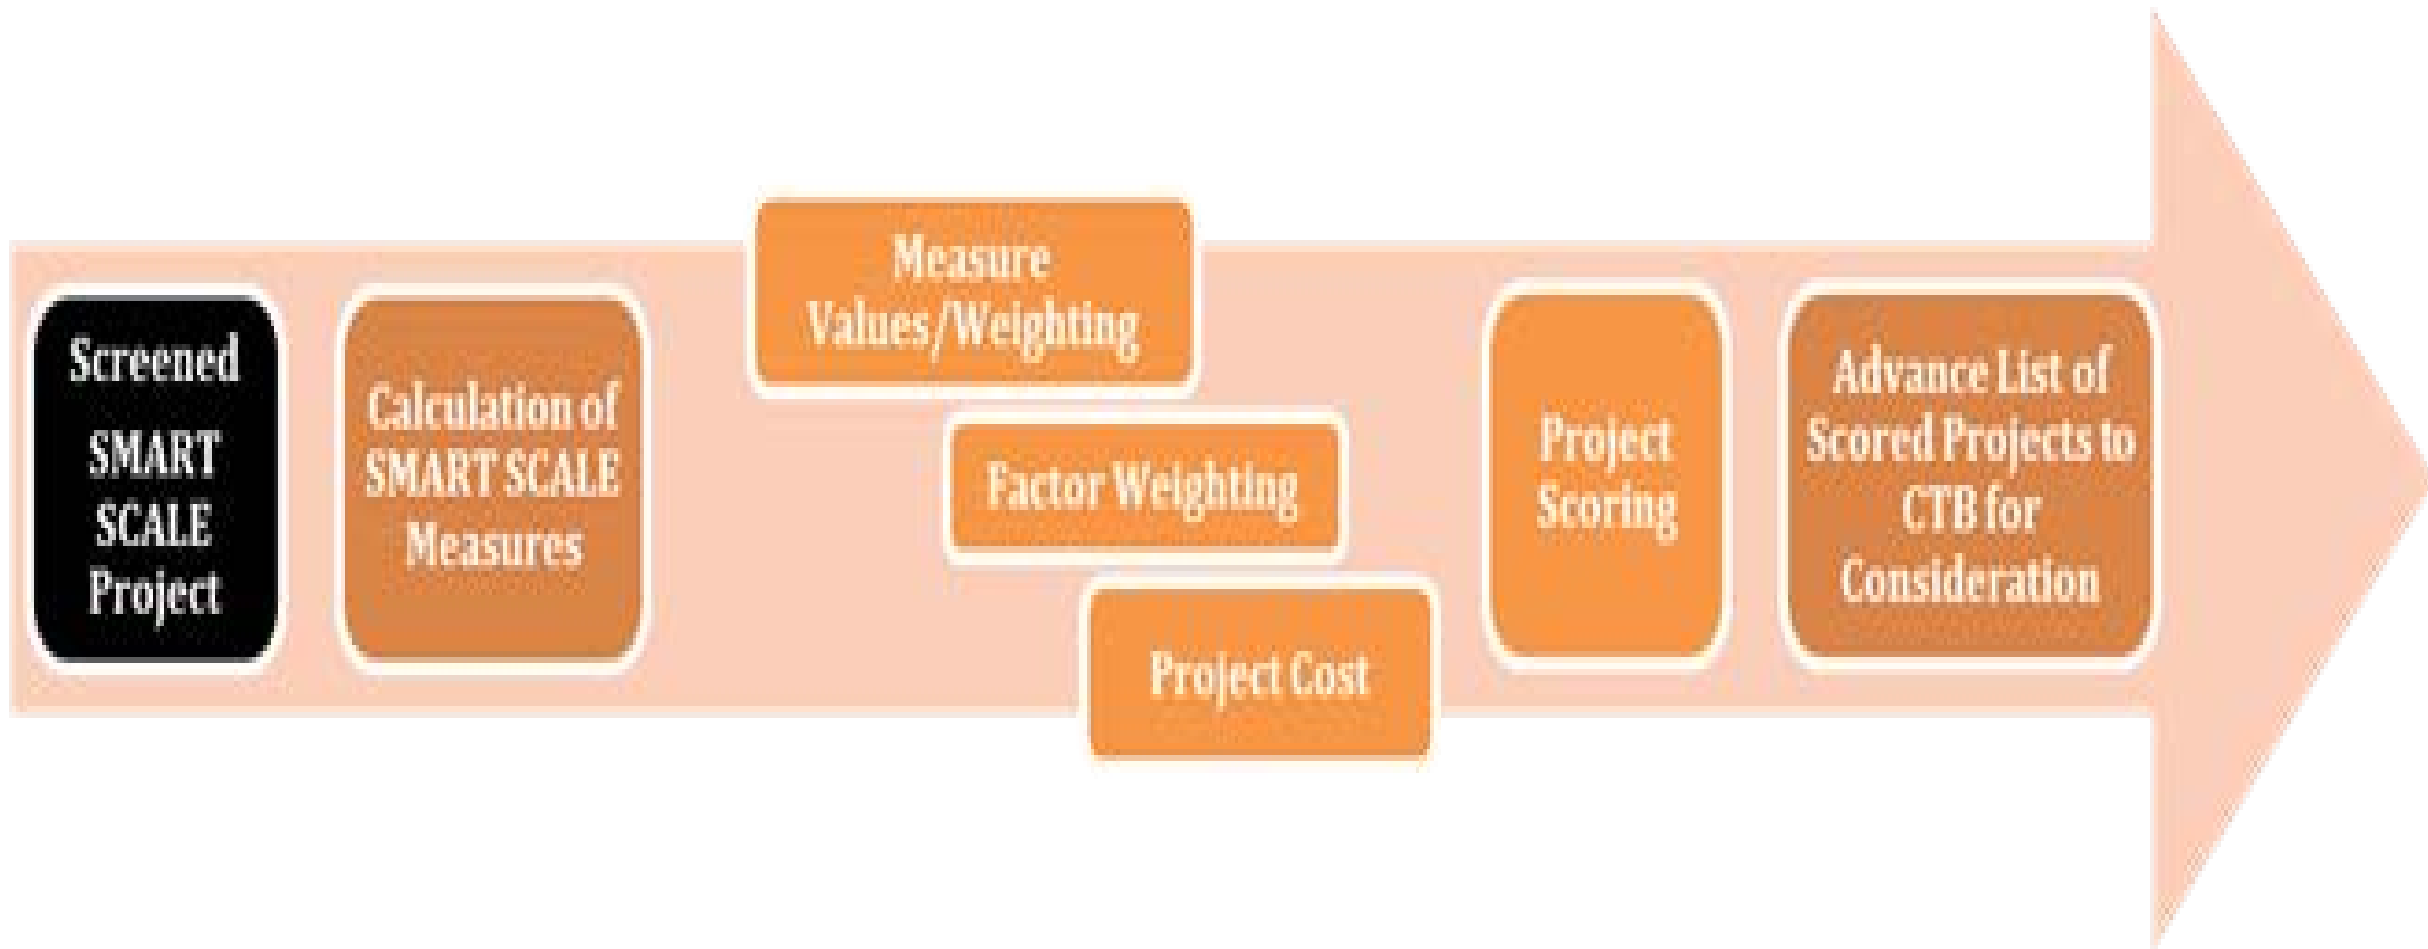 Screened
SMART
SCALE
Project
Calculation of
SMART SCALE
Measures
Measure
Values/Weighting
Factor Weighting
Project Cost
Project
Scoring
Advance List of
Scored Projects to
CTB for
Consideration